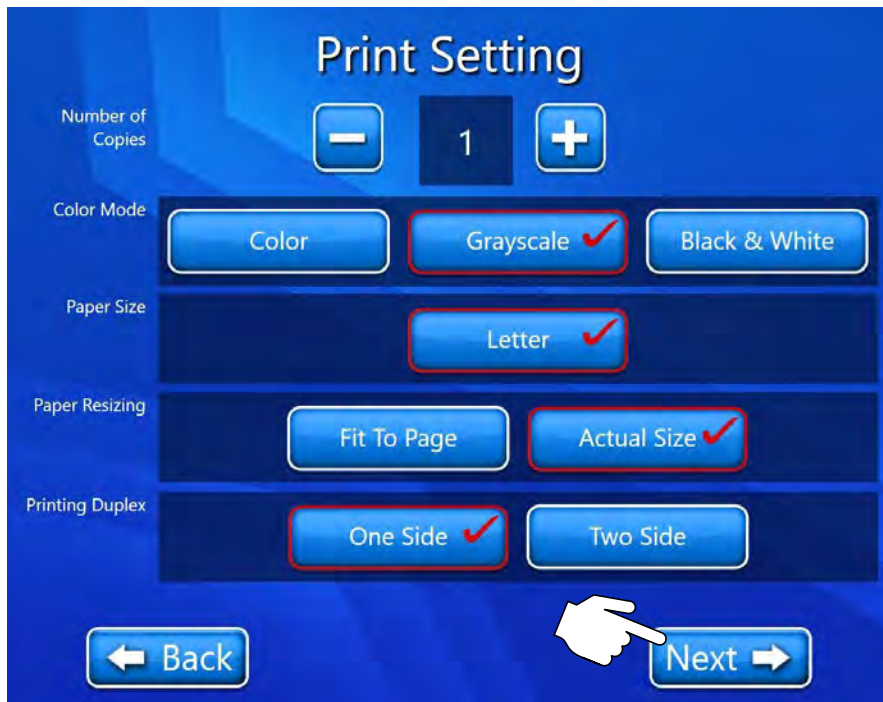 Print Setting
Number of
Copies
1
Color Mode
Color
Grayscale
Black & White
Paper Size
Letter
Paper Resizing
Fit To Page
Actual Size
Printing Duplex
One Side
Two Side
Back
Next